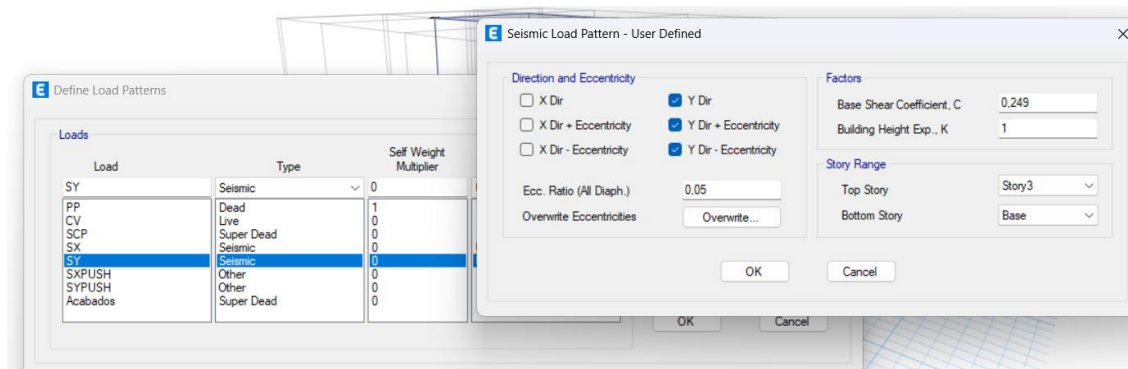 Seismic Load Pattern - User Defined
Direction and Eccentricity
X Dir
Y Dir
X Dir + Eccentricity
Y Dir + Eccentricity
X Dir - Eccentricity
Y Dir - Eccentricity
Ecc. Ratio (All Diaph.)
0,05
Overwrite Eccentricities
Overwrite...
Factors
Base Shear Coefficient, C
0,249
Building Height Exp., K
1
Story Range
Top Story
Story3
Bottom Story
Base
OK
Cancel
Define Load Patterns
Loads
Load
Type
Self Weight
Multiplier
SY
Seismic
0
PP
Dead
1
CV
Live
0
SCP
Super Dead
0
SX
Seismic
0
SY
Seismic
0
SXPUSH
Other
0
SYPUSH
Other
0
Acabados
Super Dead
0
OK
Cancel